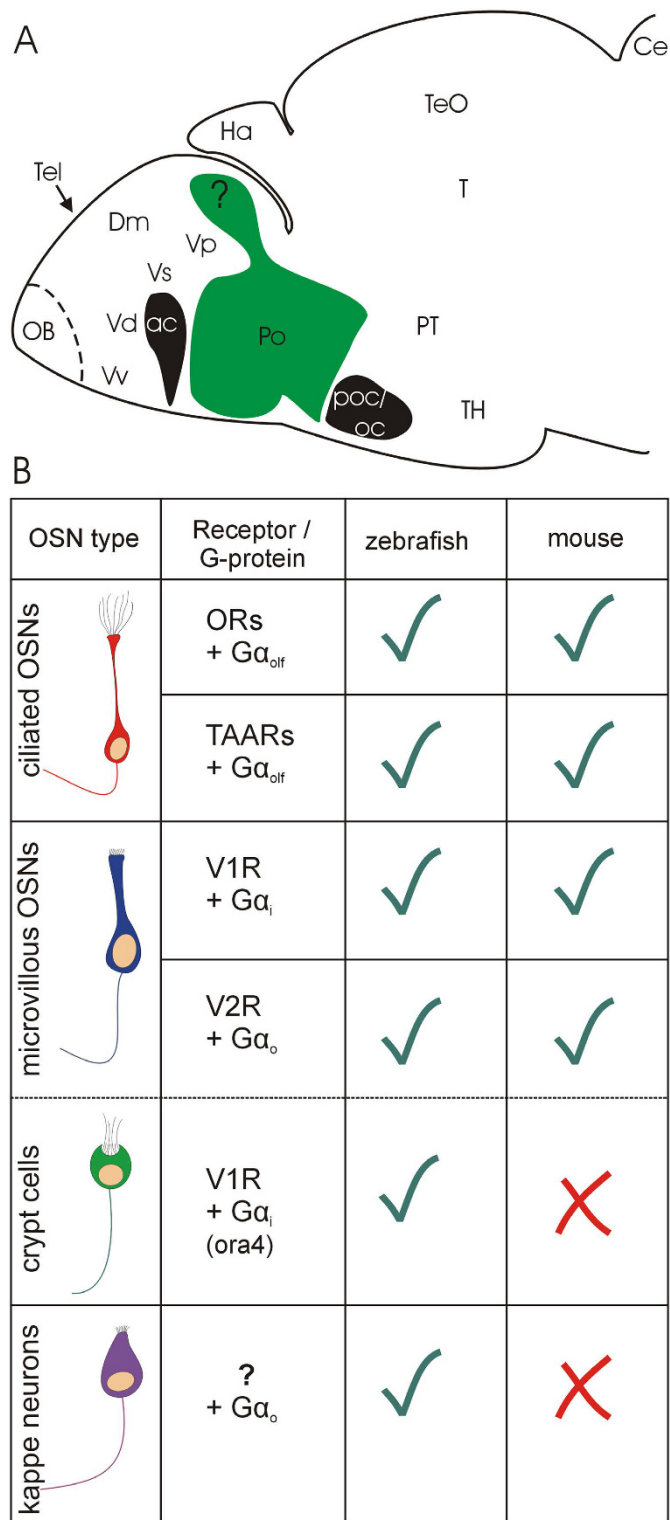 A
Ce
TeO
Ha
Tel
T
?
Dm
Vp
Vs
OB
Vd
ac
Po
PT
Vv
poc/
oc
TH
B
OSN type
Receptor /
G-protein
zebrafish
mouse
ciliated OSNs
ORs
+ Gαolf
TAARs
+ Gαolf
microvillous OSNs
V1R
+ Gαi
V2R
+ Gαo
crypt cells
V1R
+ Gαi
(ora4)
kappe neurons
?
+ Gαo